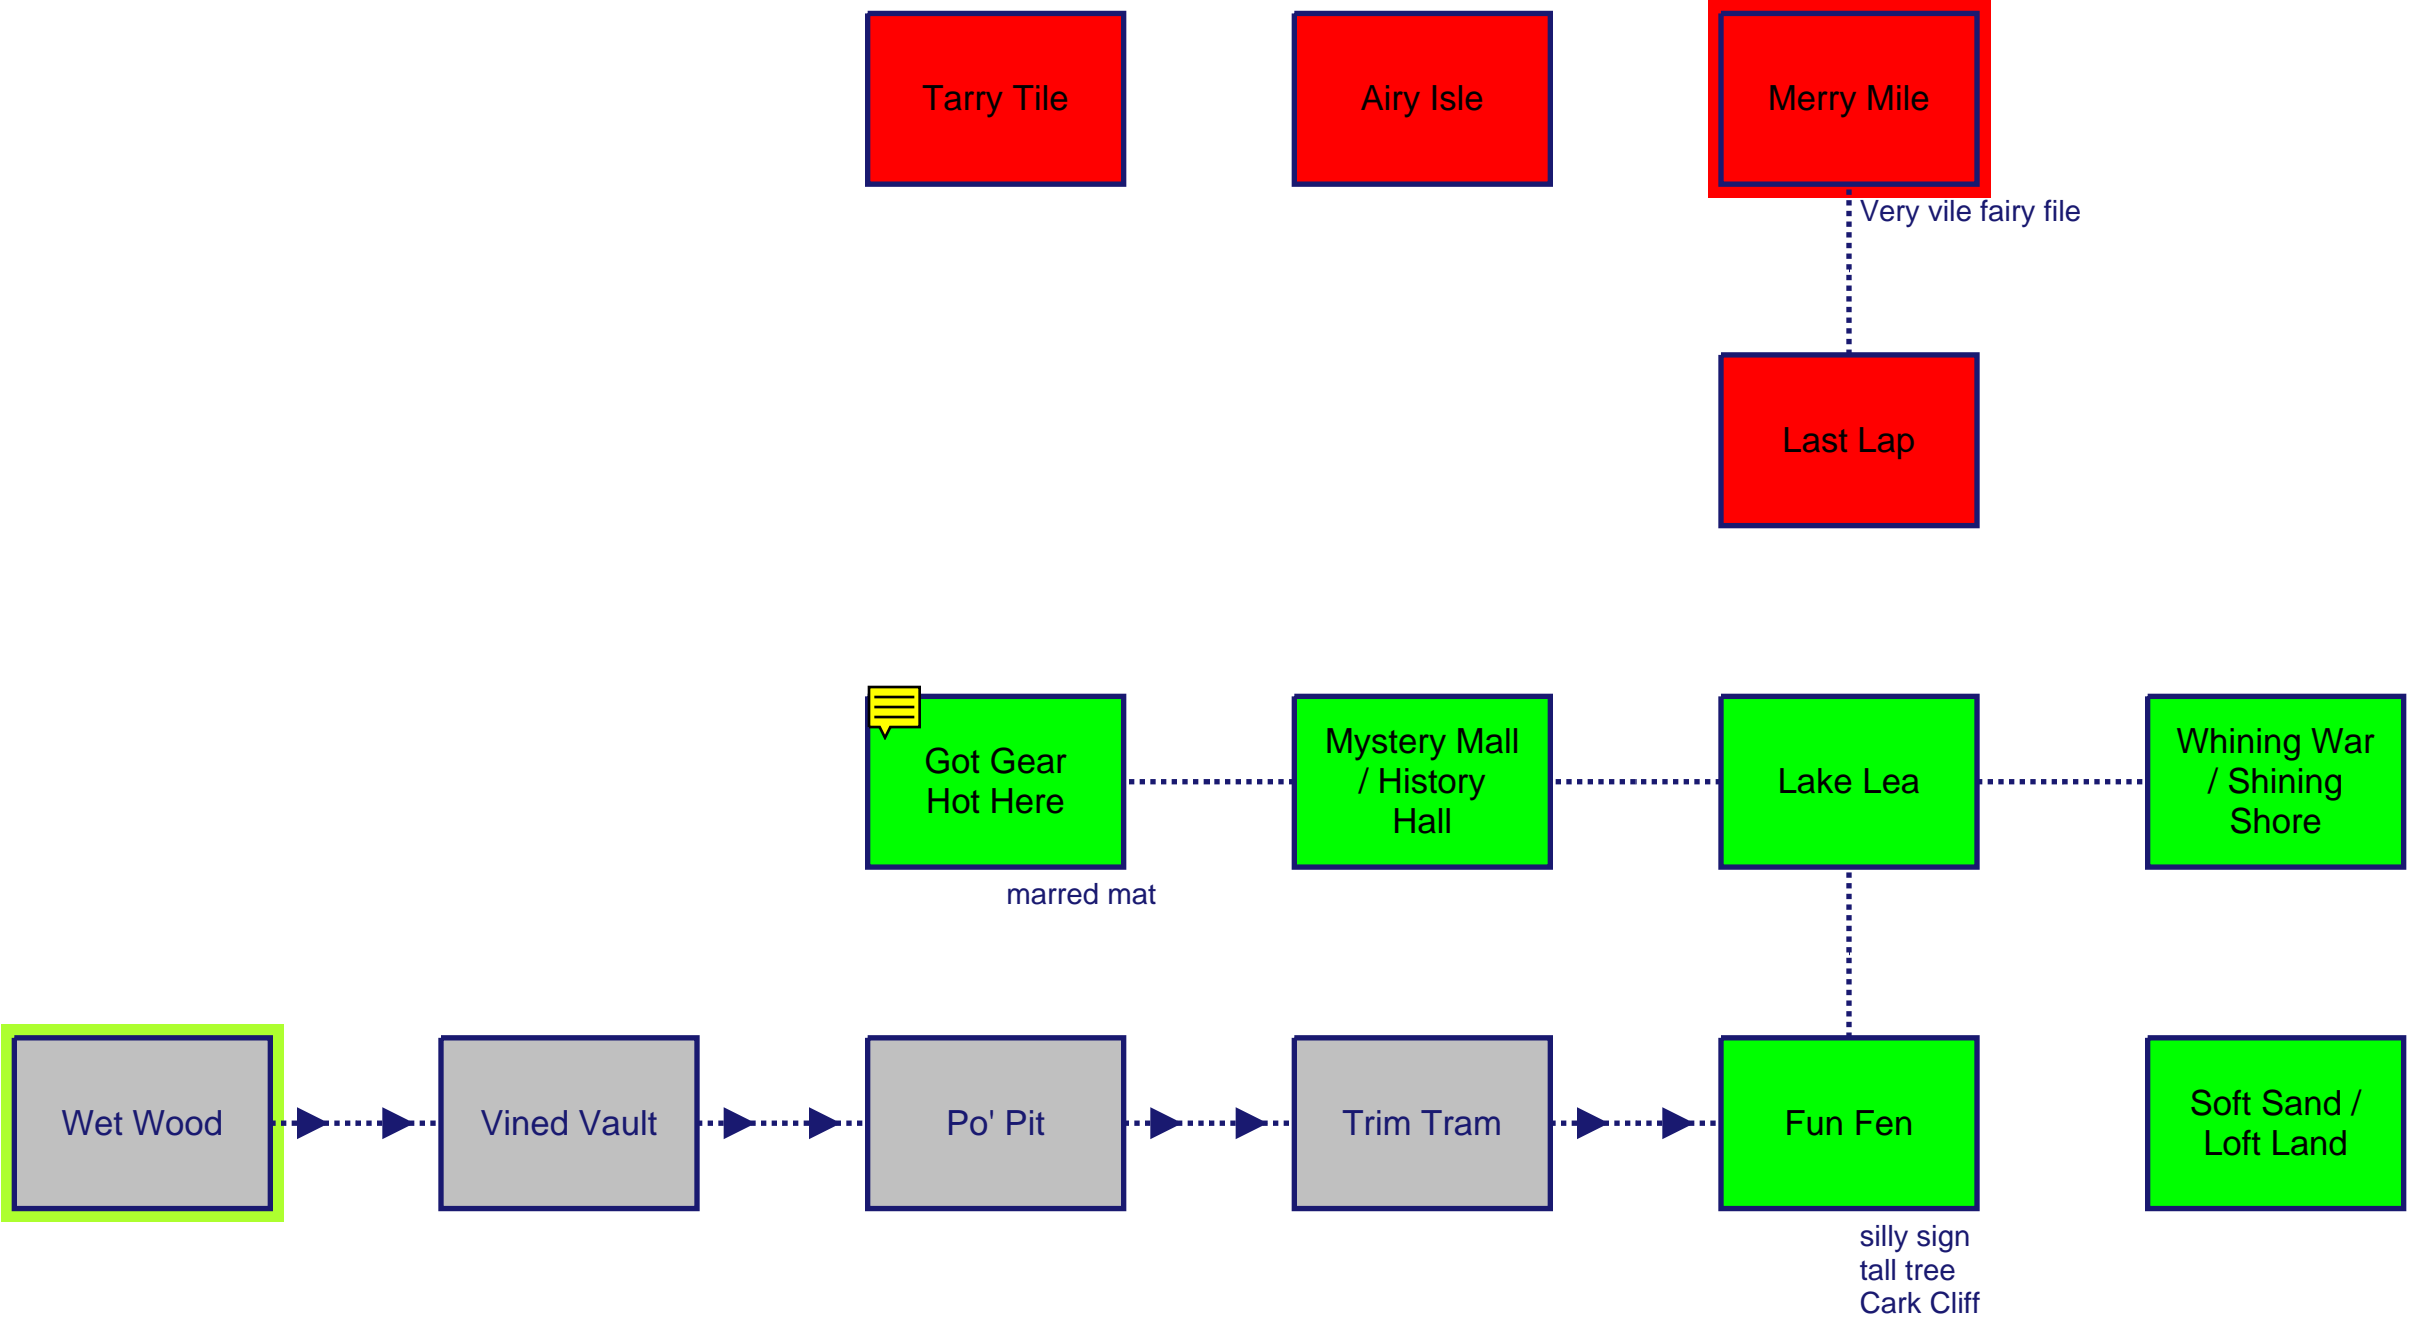 Tarry Tile
Airy Isle
Merry Mile
Very vile fairy file
Last Lap
Got Gear
Hot Here
marred mat
Mystery Mall
/ History
Hall
Lake Lea
Whining War
/ Shining
Shore
Wet Wood
Vined Vault
Po' Pit
Trim Tram
Fun Fen
silly sign
tall tree
Cark Cliff
Soft Sand /
Loft Land